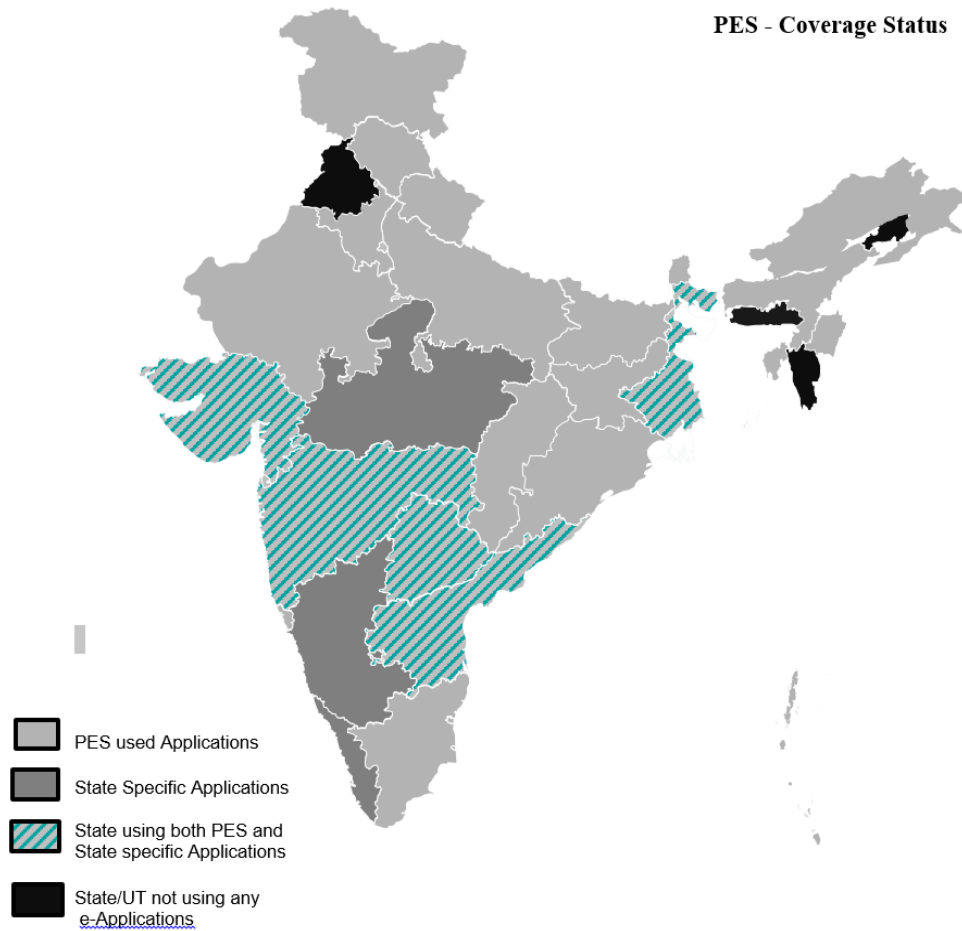 PES - Coverage Status
PES used Applications
State Specific Applications
State using both PES and
State specific Applications
State/UT not using any
e-Applications